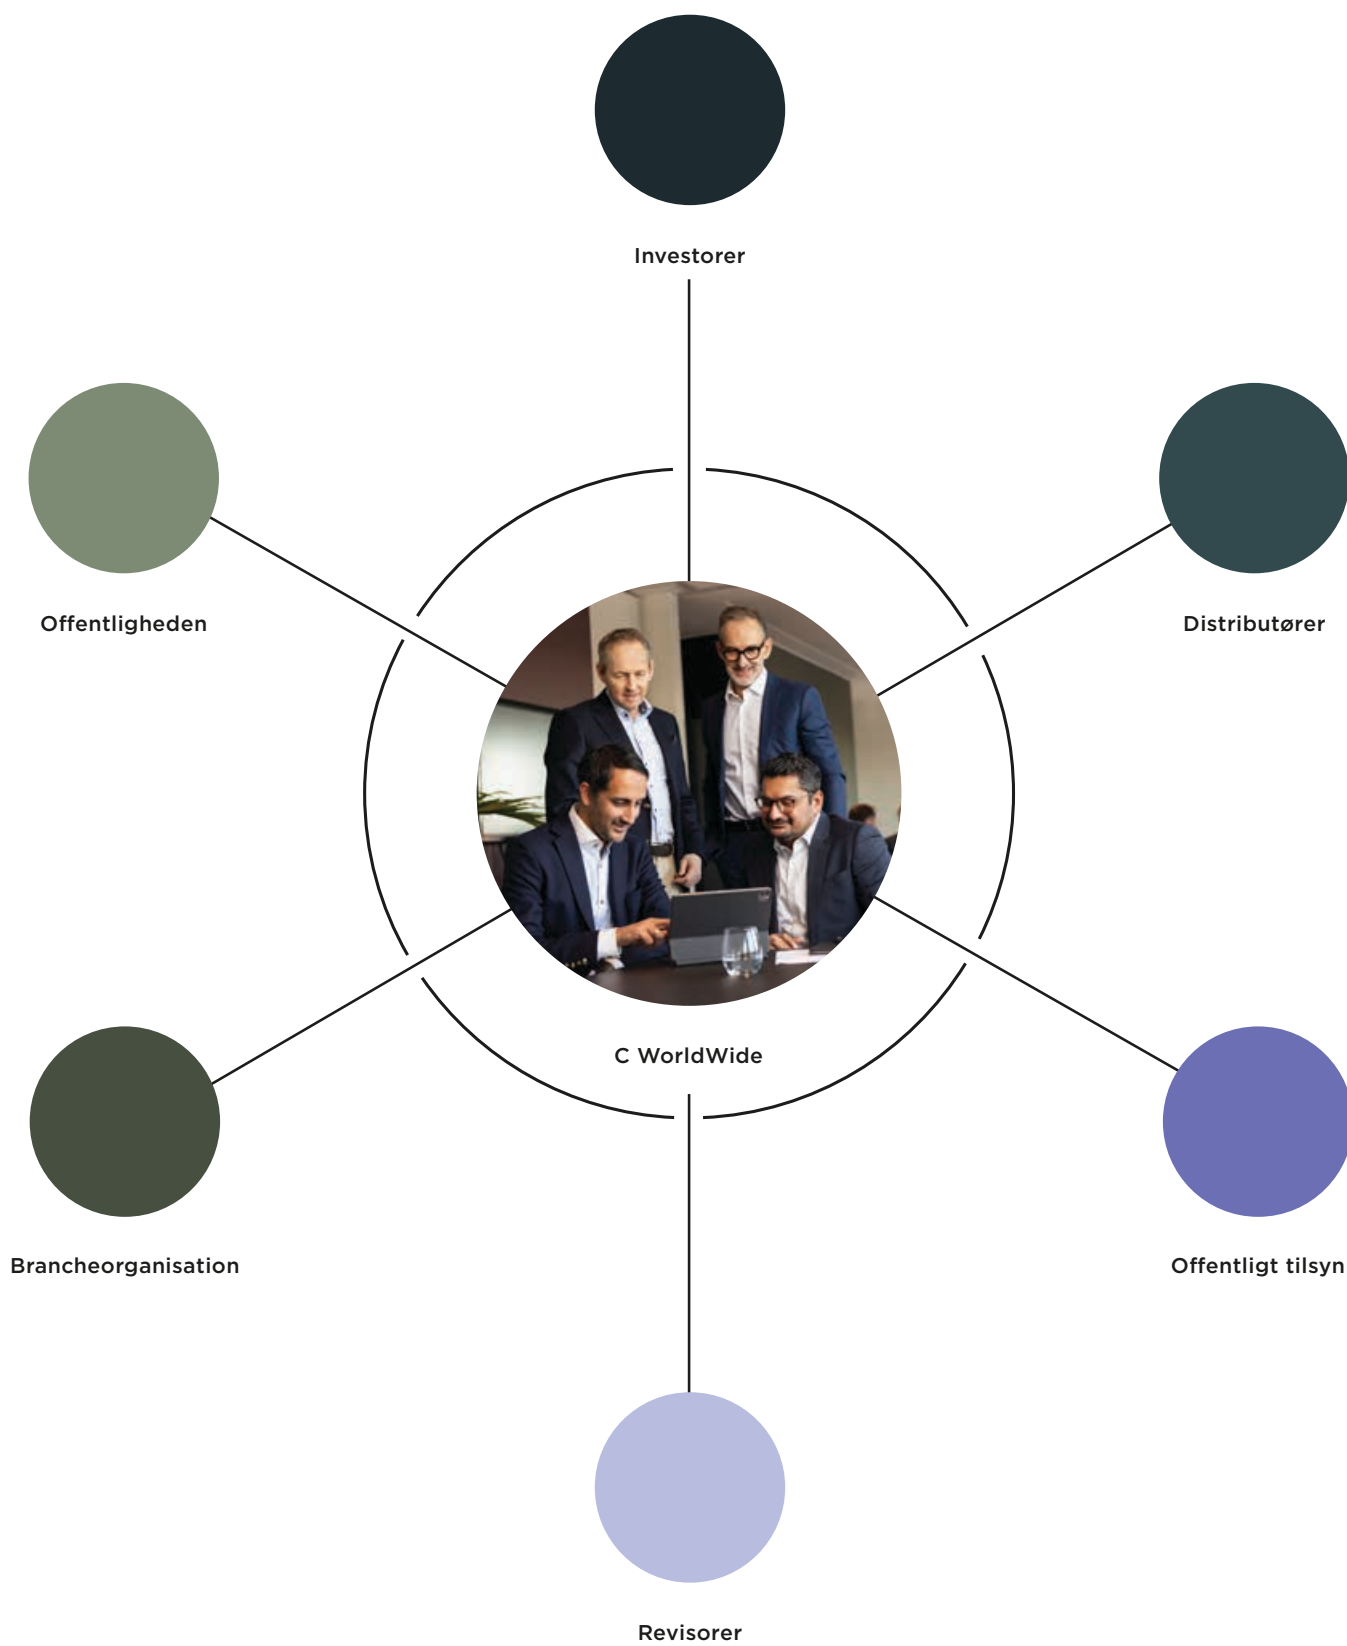 Investorer
Offentligheden
Distributører
C WorldWide
Brancheorganisation
Offentligt tilsyn
Revisorer